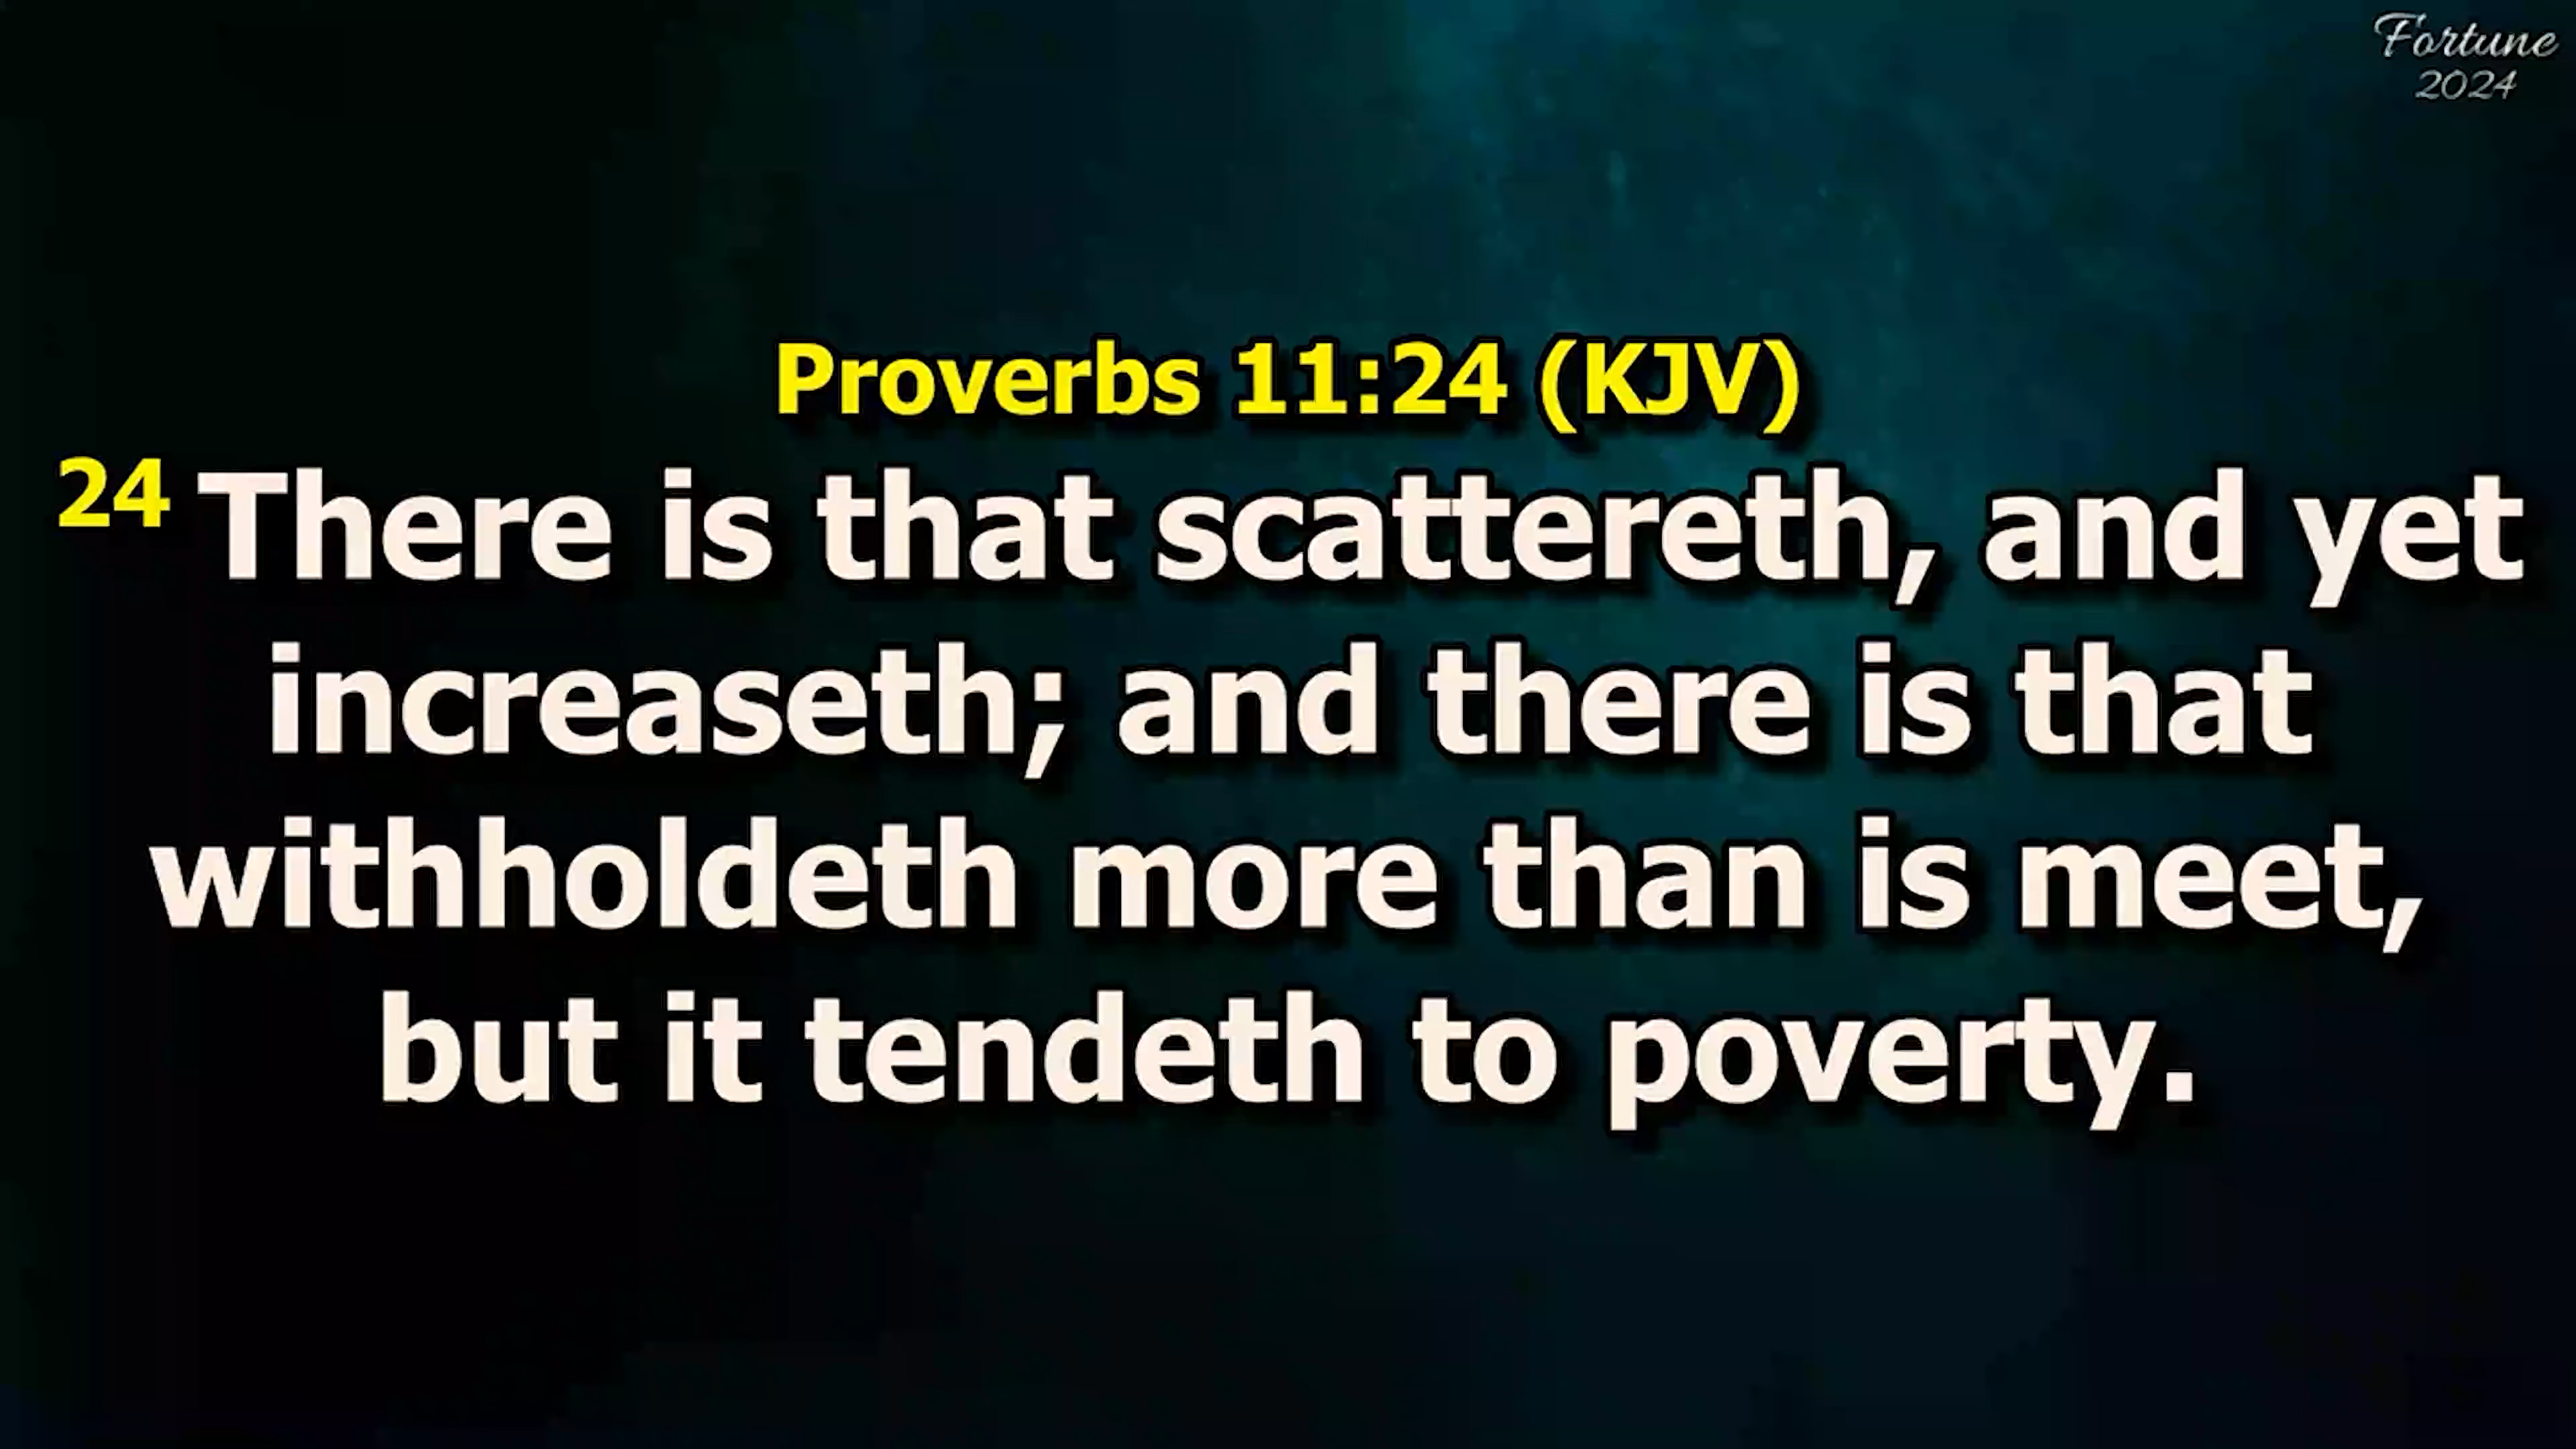 Fortune
2024
Proverbs 11:24 (KJV)
24 There is that scattereth, and yet
increaseth; and there is that
withholdeth more than is meet,
but it tendeth to poverty.